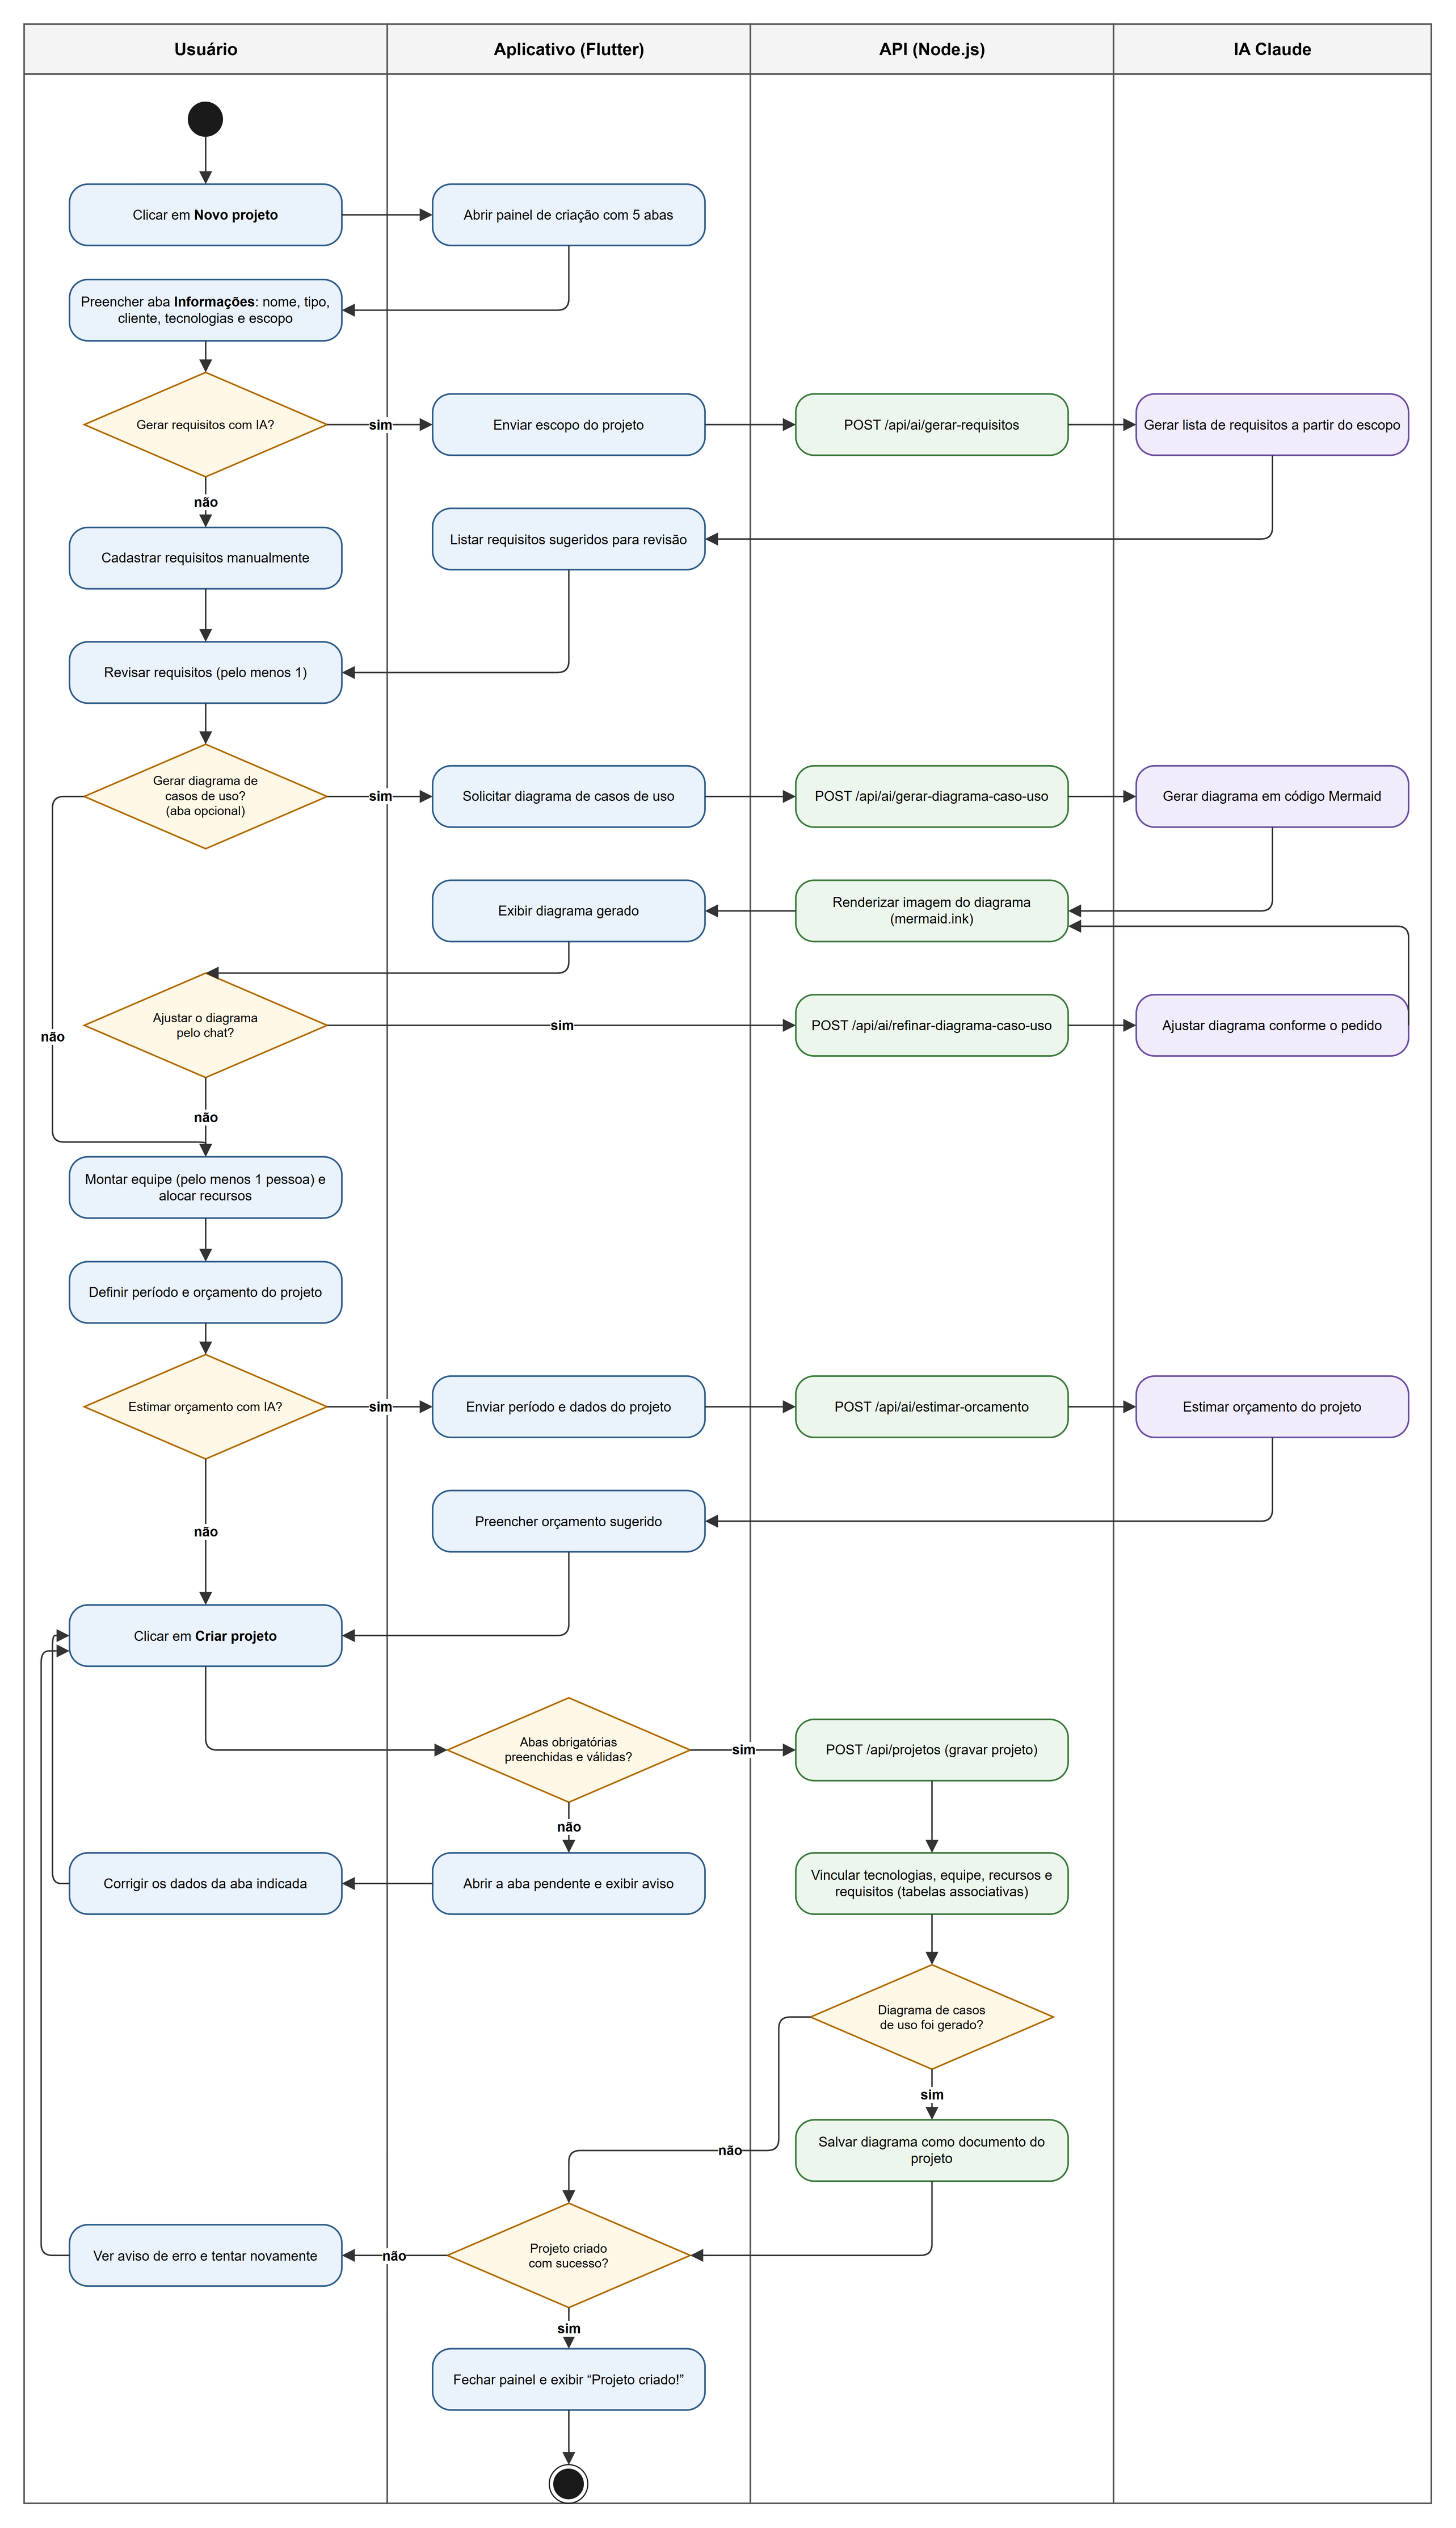 Usuário
Aplicativo (Flutter)
API (Node.js)
IA Claude
Clicar em Novo projeto
Abrir painel de criação com 5 abas
Preencher aba Informações: nome, tipo,
cliente, tecnologias e escopo
Gerar requisitos com IA?
sim
Enviar escopo do projeto
POST /api/ai/gerar-requisitos
Gerar lista de requisitos a partir do escopo
não
Listar requisitos sugeridos para revisão
Cadastrar requisitos manualmente
Revisar requisitos (pelo menos 1)
Gerar diagrama de
casos de uso?
(aba opcional)
sim
Solicitar diagrama de casos de uso
POST /api/ai/gerar-diagrama-caso-uso
Gerar diagrama em código Mermaid
Exibir diagrama gerado
Renderizar imagem do diagrama
(mermaid.ink)
Ajustar o diagrama
pelo chat?
sim
POST /api/ai/refinar-diagrama-caso-uso
Ajustar diagrama conforme o pedido
não
não
Montar equipe (pelo menos 1 pessoa) e
alocar recursos
Definir período e orçamento do projeto
Estimar orçamento com IA?
sim
Enviar período e dados do projeto
POST /api/ai/estimar-orcamento
Estimar orçamento do projeto
Preencher orçamento sugerido
não
Clicar em Criar projeto
Abas obrigatórias
preenchidas e válidas?
sim
POST /api/projetos (gravar projeto)
não
Corrigir os dados da aba indicada
Abrir a aba pendente e exibir aviso
Vincular tecnologias, equipe, recursos e
requisitos (tabelas associativas)
Diagrama de casos
de uso foi gerado?
sim
Salvar diagrama como documento do
projeto
não
Ver aviso de erro e tentar novamente
não
Projeto criado
com sucesso?
sim
Fechar painel e exibir “Projeto criado!”